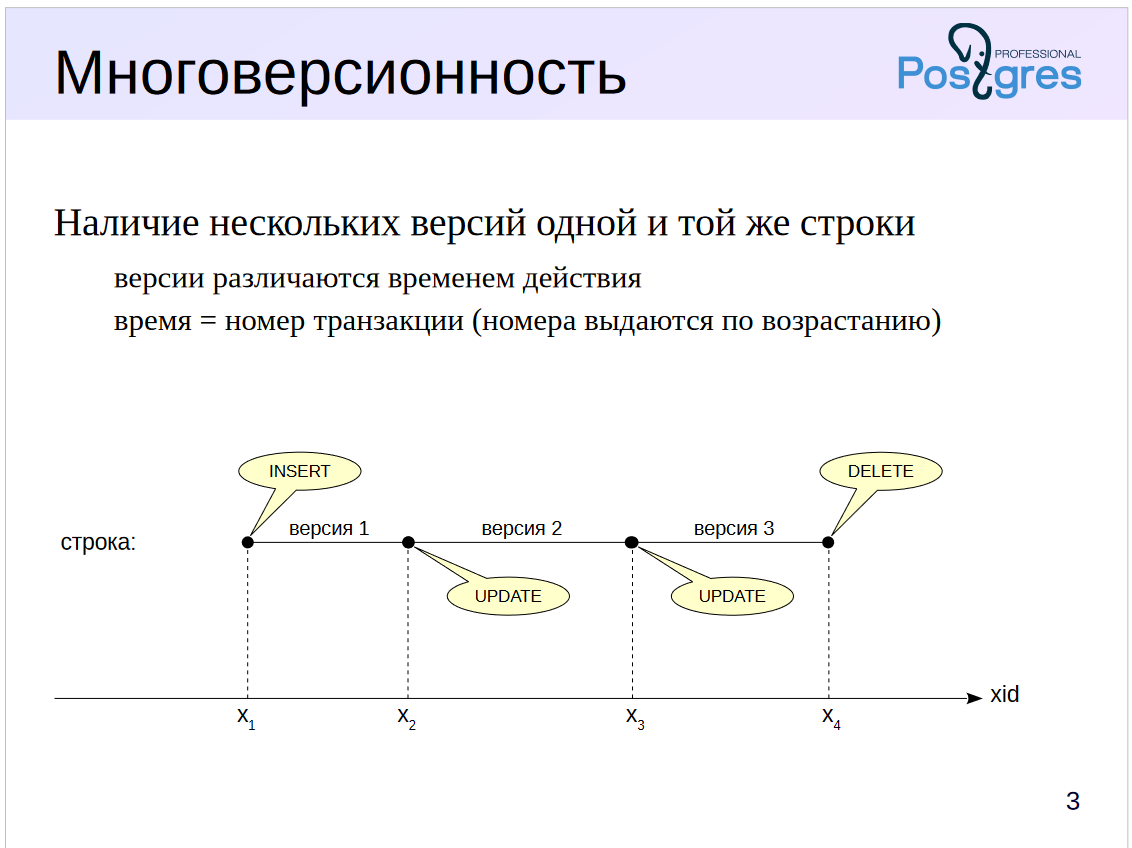 Многоверсионность
PROFESSIONAL
Postgres
Наличие нескольких версий одной и той же строки
версии различаются временем действия
время = номер транзакции (номера выдаются по возрастанию)
INSERT
DELETE
строка:
версия 1
версия 2
версия 3
UPDATE
UPDATE
xid
x1
x2
x3
x4
3